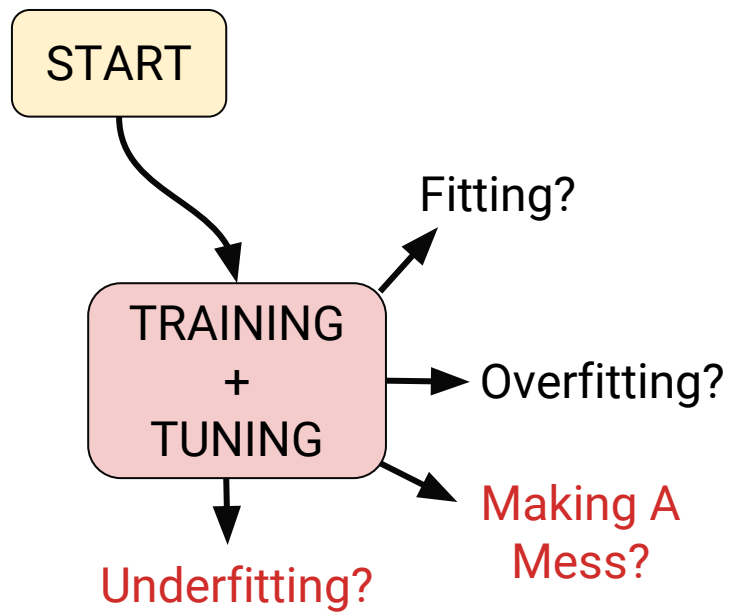 START
Fitting?
TRAINING
+
TUNING
Overfitting?
Making A
Mess?
Underfitting?